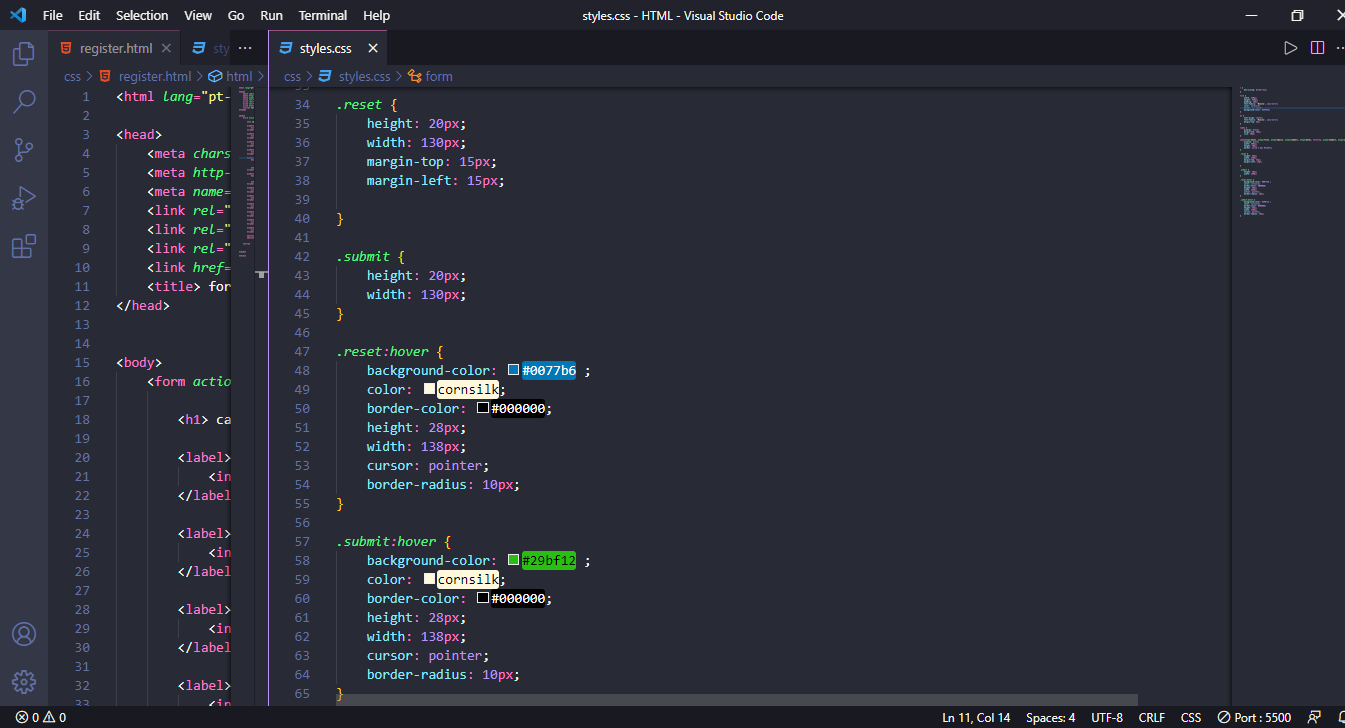 File Edit Selection View Go Run Terminal Help
styles.css - HTML - Visual Studio Code
register.html
sty
...
styles.css
css > register.html > html >
css > styles.css > form
1 <html lang="pt-
2
3 <head>
4 <meta chars
5 <meta http-
6 <meta name=
7 <link rel="
8 <link rel="
9 <link rel="
10 <link href=
11 <title> for
12 </head>
13
14
15 <body>
16 <form actio
17
18 <h1> ca
19
20 <label>
21 <in
22 </label
23
24 <label>
25 <in
26 </label
27
28 <label>
29 <in
30 </label
31
32 <label>
33 <in
33
34 .reset {
35 height: 20px;
36 width: 130px;
37 margin-top: 15px;
38 margin-left: 15px;
39
40 }
41
42 .submit {
43 height: 20px;
44 width: 130px;
45 }
46
47 .reset:hover {
48 background-color: #0077b6 ;
49 color: cornsilk;
50 border-color: #000000;
51 height: 28px;
52 width: 138px;
53 cursor: pointer;
54 border-radius: 10px;
55 }
56
57 .submit:hover {
58 background-color: #29bf12 ;
59 color: cornsilk;
60 border-color: #000000;
61 height: 28px;
62 width: 138px;
63 cursor: pointer;
64 border-radius: 10px;
65 }
0 0
Ln 11, Col 14 Spaces: 4 UTF-8 CRLF CSS Port : 5500